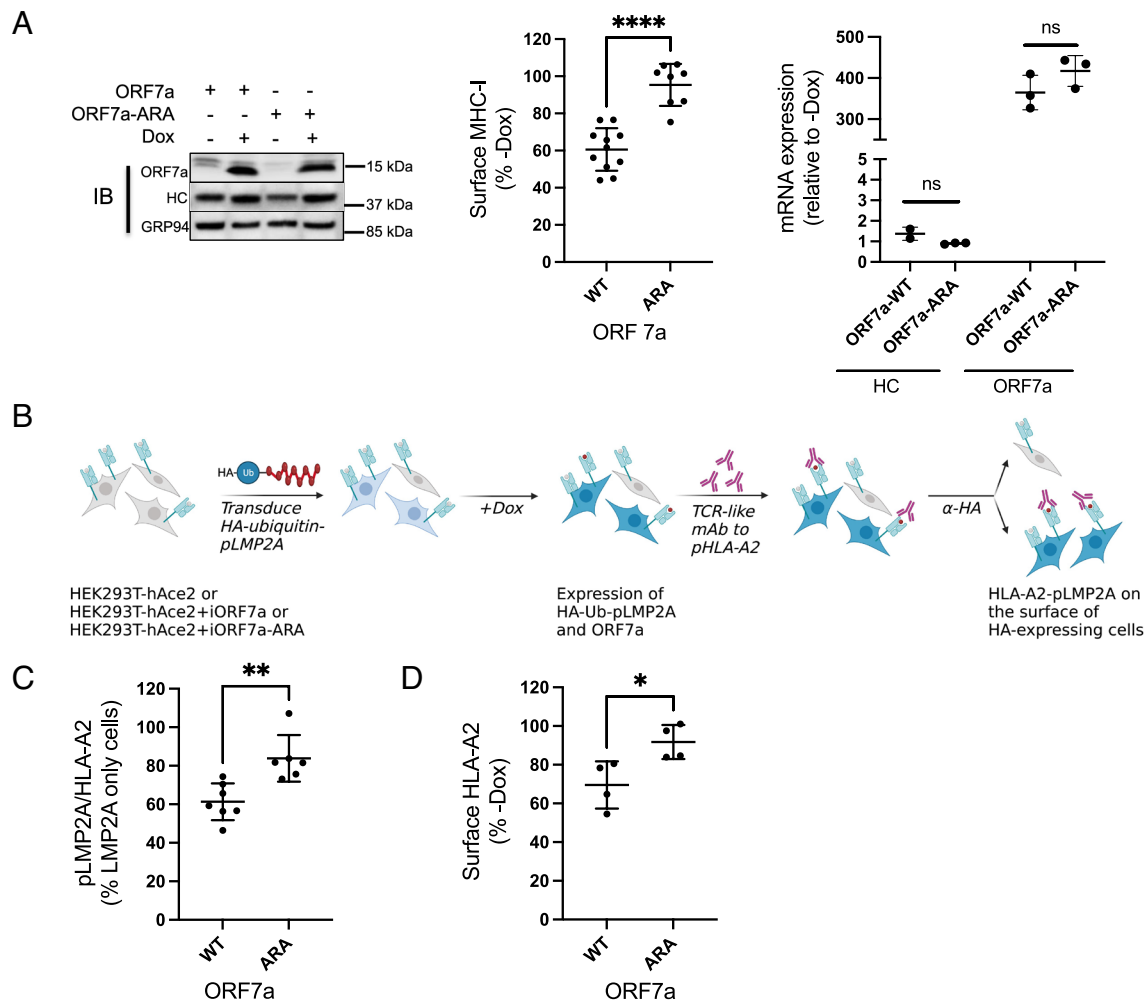 A
ORF7a + + - -
ORF7a-ARA - - + +
Dox - + - +
IB
ORF7a
15 kDa
HC
37 kDa
GRP94
85 kDa
Surface MHC-I
(% -Dox)
120
100
80
60
40
20
0
****
WT
ARA
ORF 7a
mRNA expression
(relative to -Dox)
500
400
300
5
4
3
2
1
0
ns
ns
ORF7a-WT
ORF7a-ARA
ORF7a-WT
ORF7a-ARA
HC
ORF7a
B
HA-
Ub
Transduce
HA-ubiquitin-
pLMP2A
+Dox
TCR-like
mAb to
pHLA-A2
α-HA
HEK293T-hAce2 or
HEK293T-hAce2+iORF7a or
HEK293T-hAce2+iORF7a-ARA
Expression of
HA-Ub-pLMP2A
and ORF7a
HLA-A2-pLMP2A on
the surface of
HA-expressing cells
C
pLMP2A/HLA-A2
(% LMP2A only cells)
120
100
80
60
40
20
0
**
WT
ARA
ORF7a
D
Surface HLA-A2
(% -Dox)
120
100
80
60
40
20
0
*
WT
ARA
ORF7a